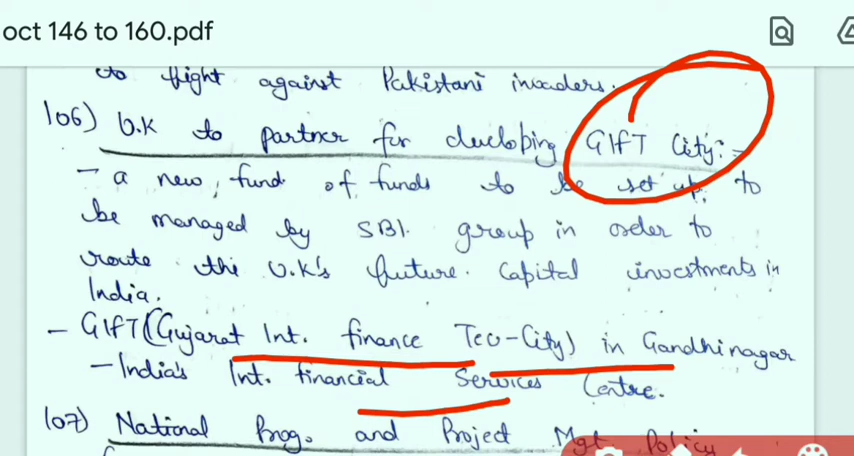 oct 146 to 160.pdf
to fight against Pakistani invaders.
106) U.K to partner for developing GIFT City:-
- a new fund of funds to be set up, to
be managed by SBI group in order to
route the U.K's future capital investments in
India.
- GIFT (Gujarat Int. finance Tec-City) in Gandhinagar
- India's Int. financial Services Centre.
107) National Prog. and Project Mgt Policy